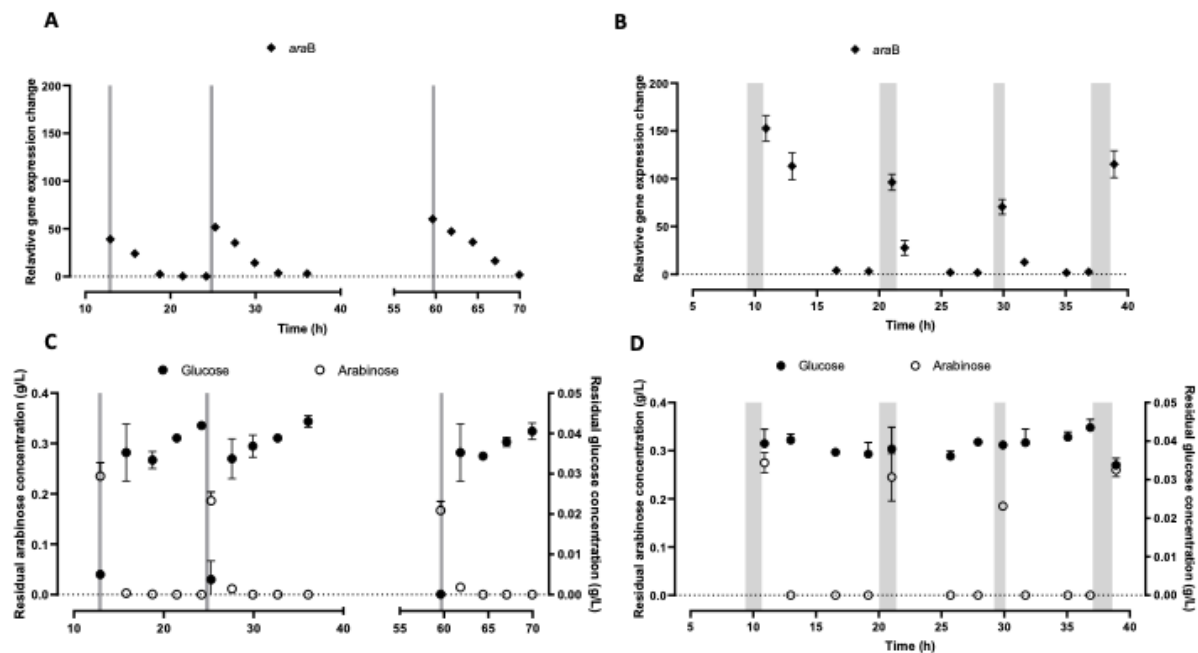 A
araB
Relavtive gene expression change
200
150
100
50
0
10 20 30 40 55 60 65 70
Time (h)
B
araB
Relavtive gene expression change
200
150
100
50
0
5 10 15 20 25 30 35 40
Time (h)
C
Glucose Arabinose
Residual arabinose concentration (g/L)
0.4
0.3
0.2
0.1
0.0
Residual glucose concentration (g/L)
0.05
0.04
0.03
0.02
0.01
0.00
10 20 30 40 55 60 65 70
Time (h)
D
Glucose Arabinose
Residual arabinose concentration (g/L)
0.4
0.3
0.2
0.1
0.0
Residual glucose concentration (g/L)
0.05
0.04
0.03
0.02
0.01
0.00
5 10 15 20 25 30 35 40
Time (h)